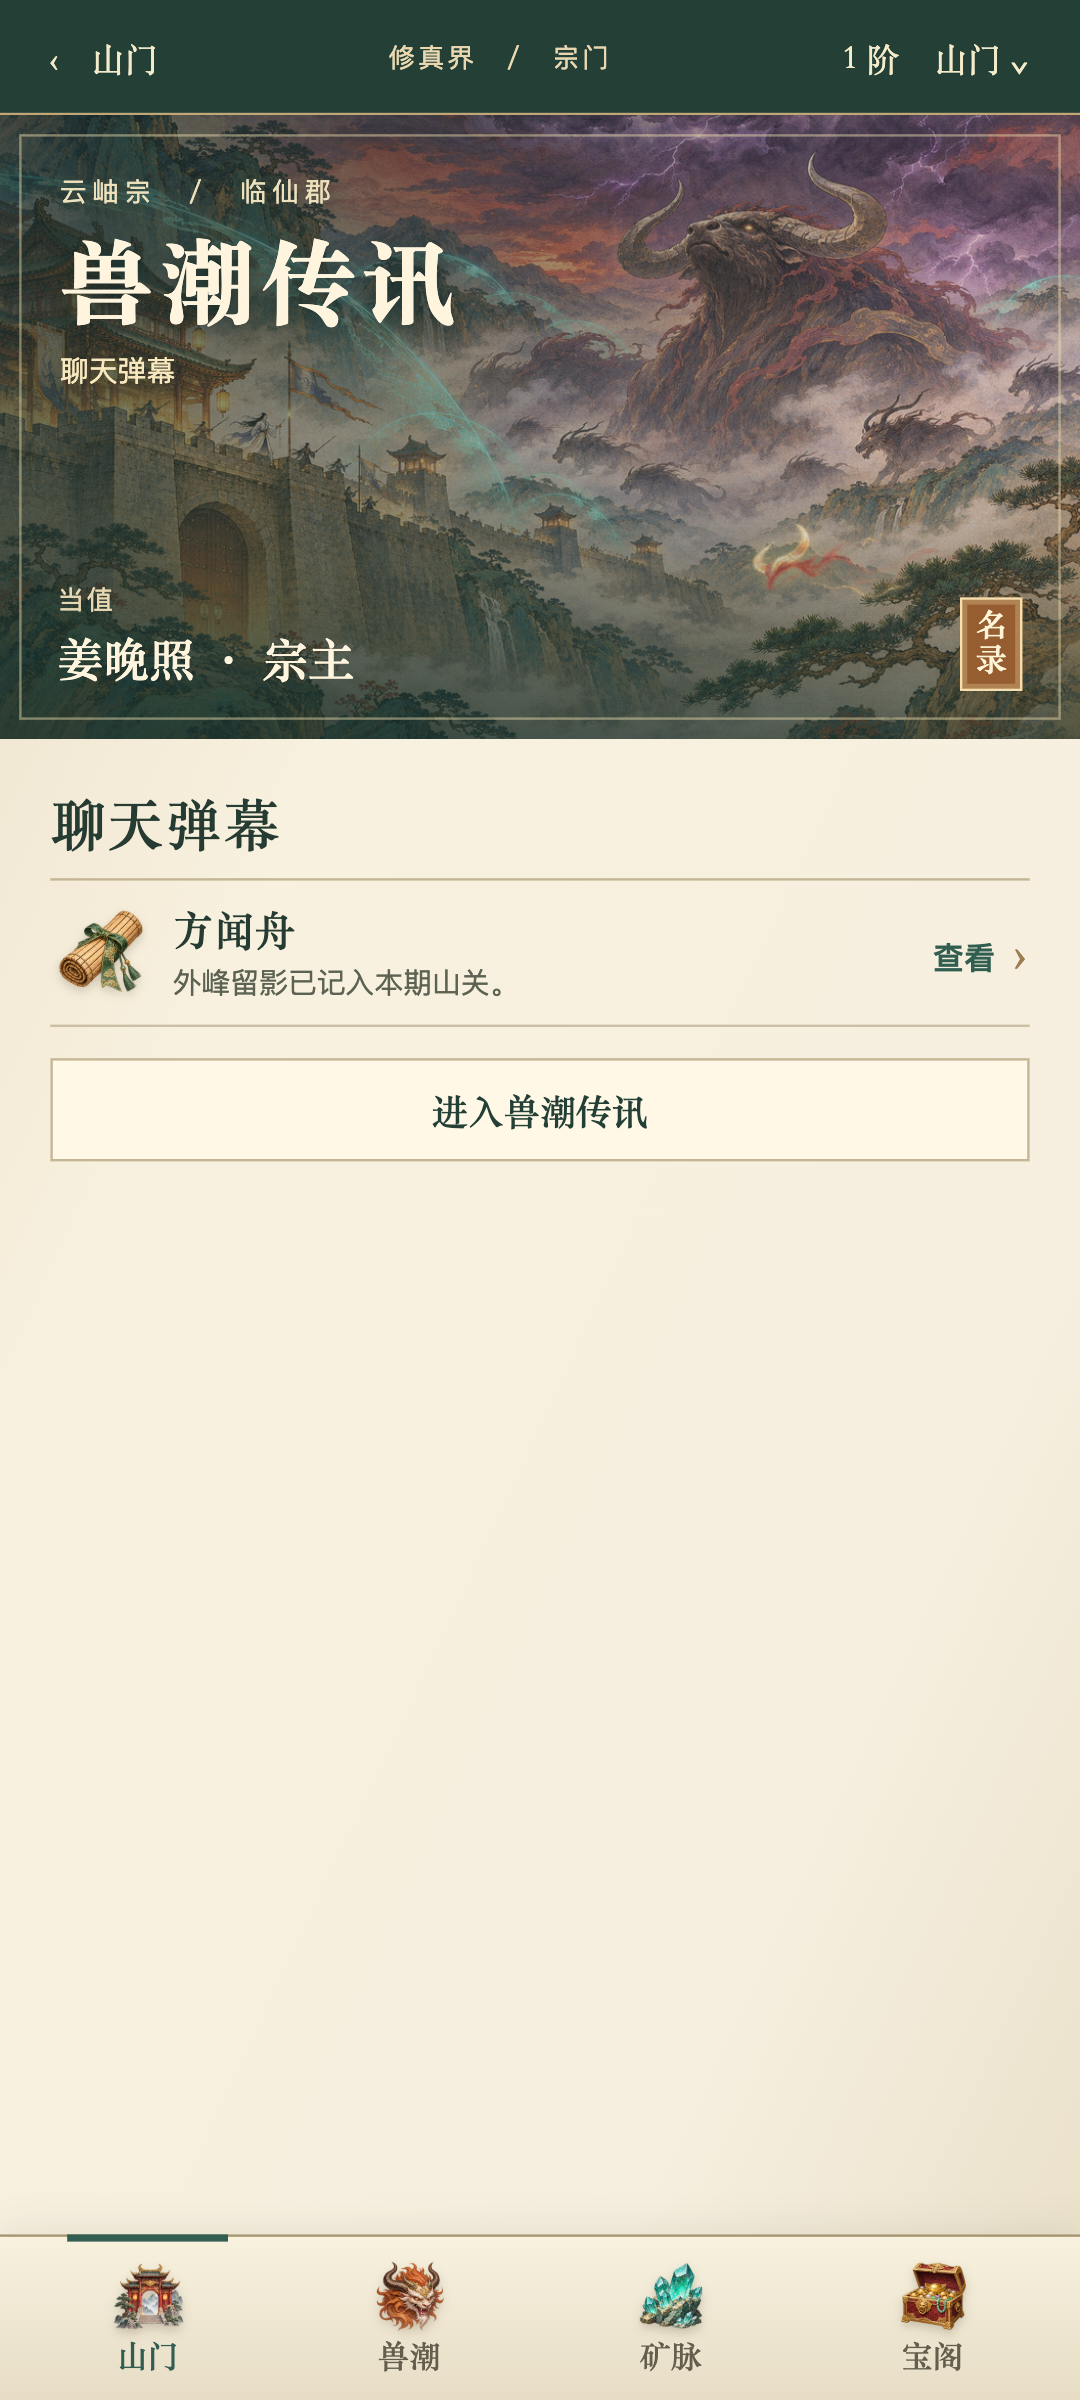 ‹ 山门 修真界 / 宗门 1 阶 山门
云岫宗 / 临仙郡
兽潮传讯
聊天弹幕
当值
姜晚照 · 宗主
名录
聊天弹幕
方闻舟
外峰留影已记入本期山关。
查看 ›
进入兽潮传讯
山门 兽潮 矿脉 宝阁